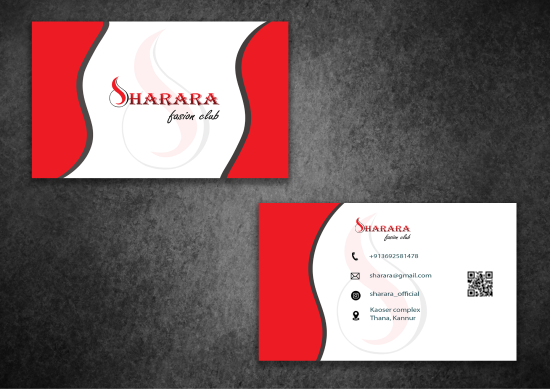 SHARARA
fasion club
SHARARA
fasion club
+913692581478
sharara@gmail.com
sharara_official
Kaoser complex
Thana, Kannur